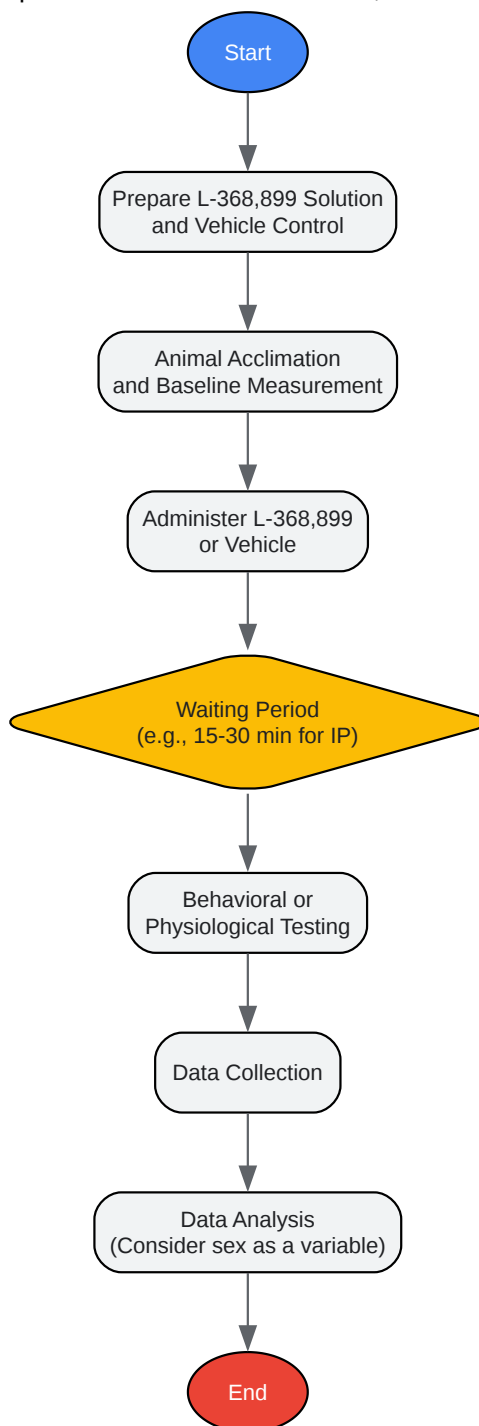 Start
Prepare L-368,899 Solution
and Vehicle Control
Animal Acclimation
and Baseline Measurement
Administer L-368,899
or Vehicle
Waiting Period
(e.g., 15-30 min for IP)
Behavioral or
Physiological Testing
Data Collection
Data Analysis
(Consider sex as a variable)
End